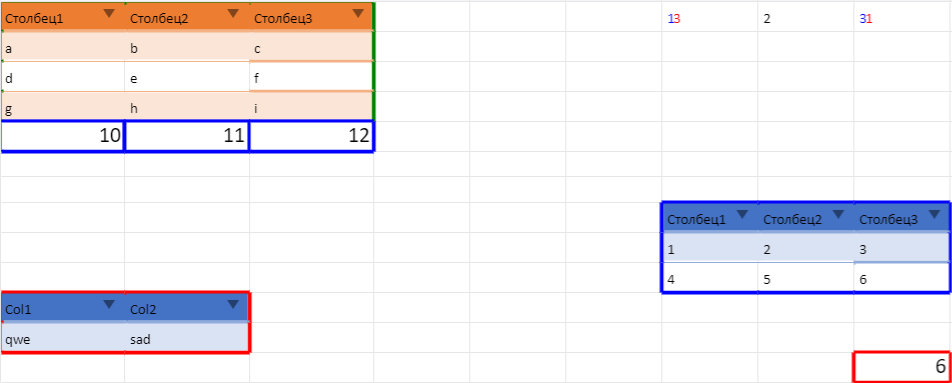 Столбец1 Столбец2 Столбец3 13 2 31
a b c
d e f
g h i
10 11 12
Столбец1 Столбец2 Столбец3
1 2 3
4 5 6
Col1 Col2
qwe sad
6